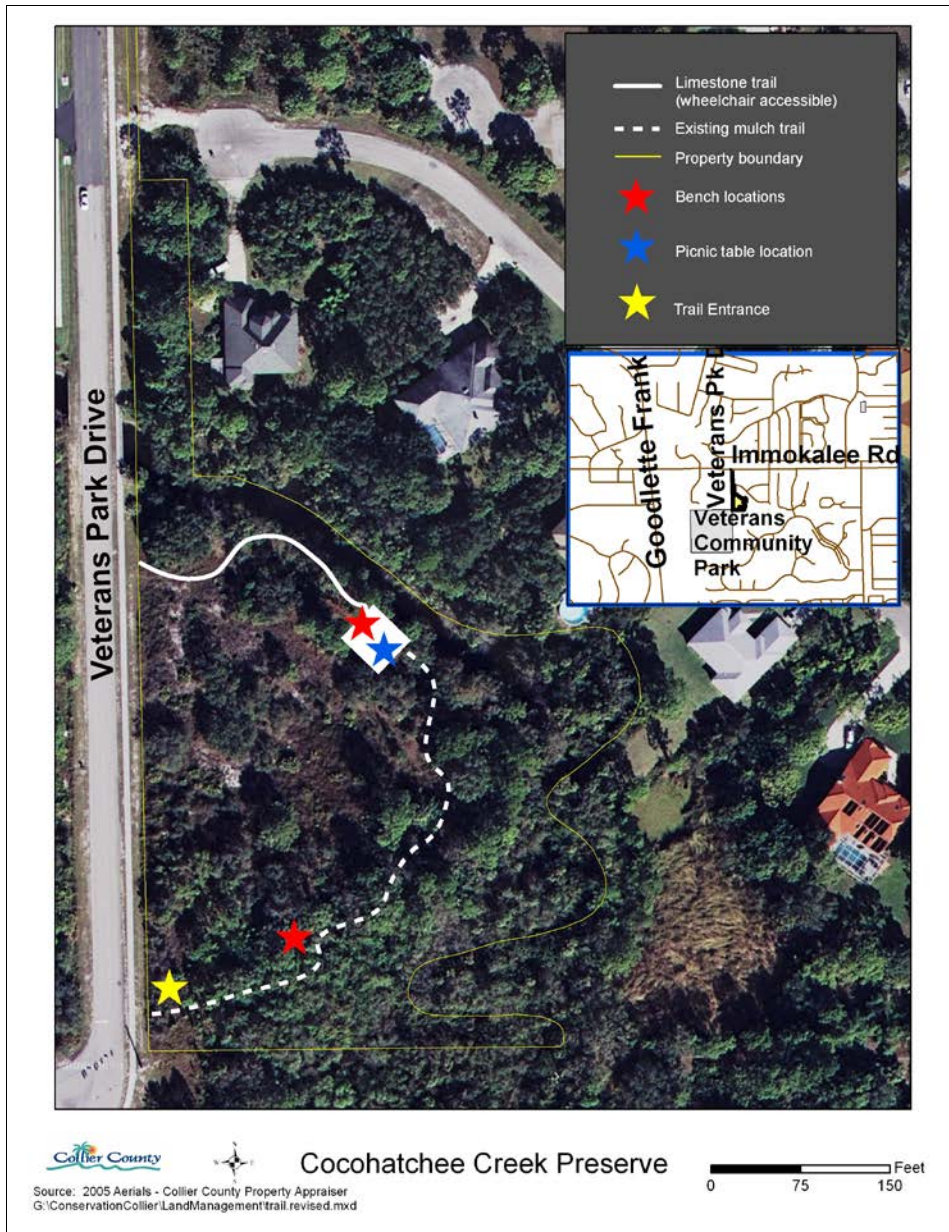 Limestone trail
(wheelchair accessible)
Existing mulch trail
Property boundary
Bench locations
Picnic table location
Trail Entrance
Goodlette Frank
Veterans Pk D
Immokalee Rd
Veterans
Community
Park
Veterans Park Drive
Collier County
Cocohatchee Creek Preserve
Feet
0 75 150
Source: 2005 Aerials - Collier County Property Appraiser
G:\ConservationCollier\LandManagement\trail.revised.mxd